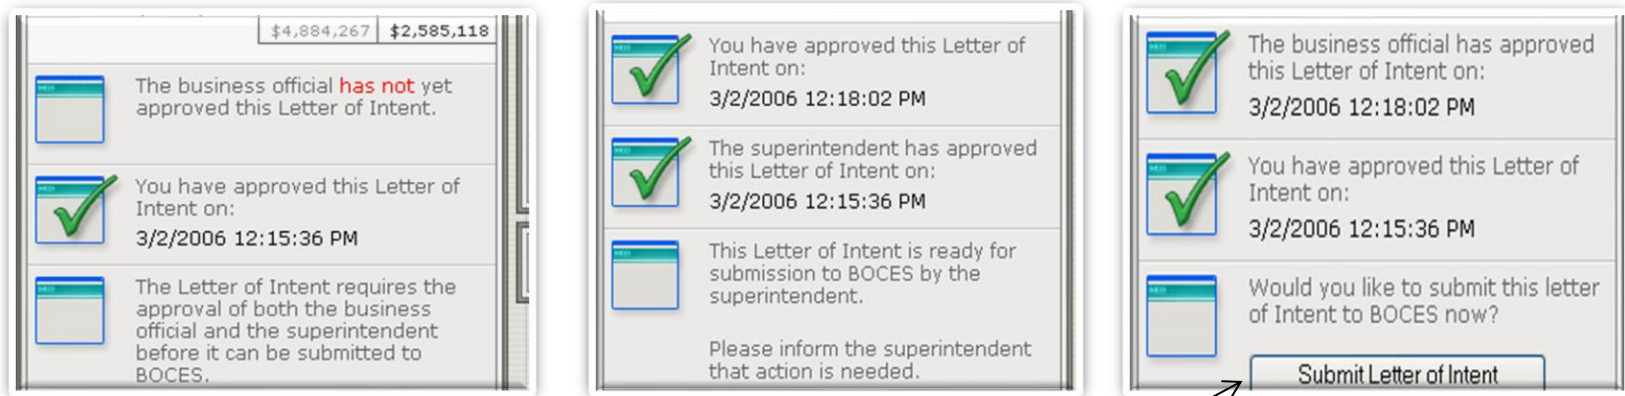 $4,884,267 $2,585,118
The business official has not yet
approved this Letter of Intent.
You have approved this Letter of
Intent on:
3/2/2006 12:15:36 PM
The Letter of Intent requires the
approval of both the business
official and the superintendent
before it can be submitted to
BOCES.
You have approved this Letter of
Intent on:
3/2/2006 12:18:02 PM
The superintendent has approved
this Letter of Intent on:
3/2/2006 12:15:36 PM
This Letter of Intent is ready for
submission to BOCES by the
superintendent.
Please inform the superintendent
that action is needed.
The business official has approved
this Letter of Intent on:
3/2/2006 12:18:02 PM
You have approved this Letter of
Intent on:
3/2/2006 12:15:36 PM
Would you like to submit this letter
of Intent to BOCES now?
Submit Letter of Intent